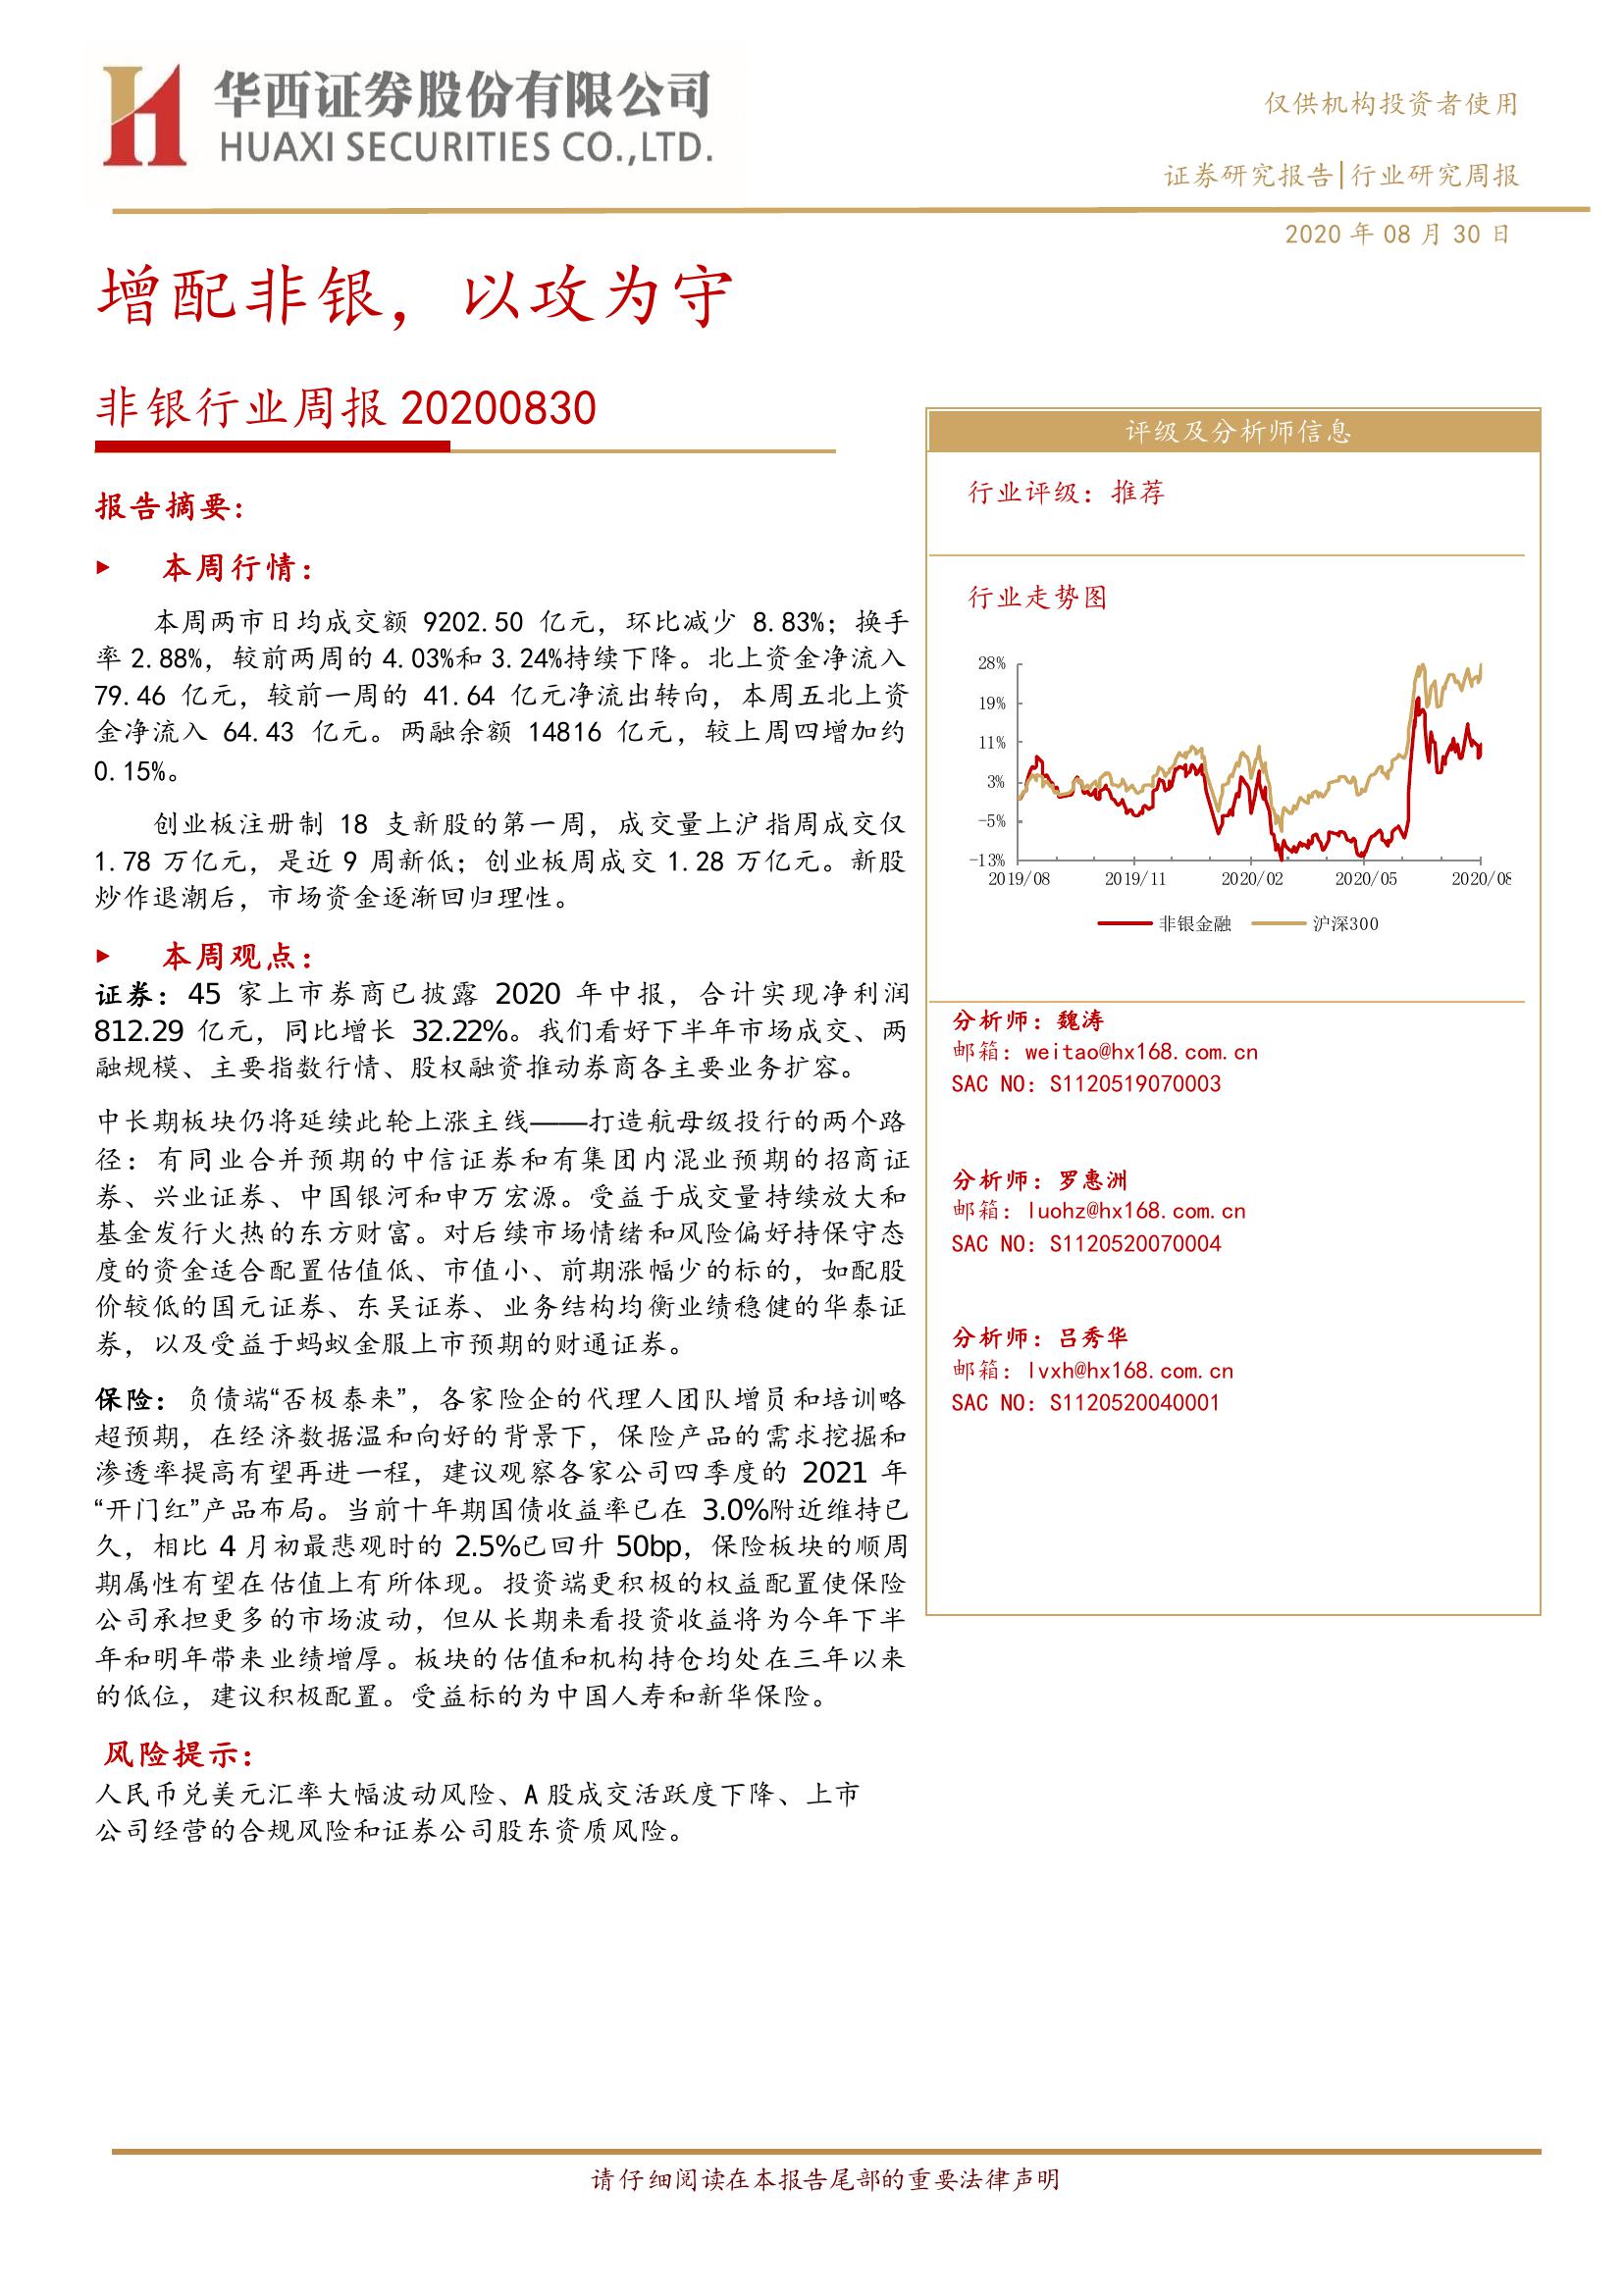 华西证券股份有限公司
HUAXI SECURITIES CO.,LTD.
仅供机构投资者使用
证券研究报告|行业研究周报
2020 年 08 月 30 日
增配非银，以攻为守
非银行业周报 20200830
报告摘要：
本周行情：
本周两市日均成交额 9202.50 亿元，环比减少 8.83%；换手
率 2.88%，较前两周的 4.03%和 3.24%持续下降。北上资金净流入
79.46 亿元，较前一周的 41.64 亿元净流出转向，本周五北上资
金净流入 64.43 亿元。两融余额 14816 亿元，较上周四增加约
0.15%。
创业板注册制 18 支新股的第一周，成交量上沪指周成交仅
1.78 万亿元，是近 9 周新低；创业板周成交 1.28 万亿元。新股
炒作退潮后，市场资金逐渐回归理性。
本周观点：
证券：45 家上市券商已披露 2020 年中报，合计实现净利润
812.29 亿元，同比增长 32.22%。我们看好下半年市场成交、两
融规模、主要指数行情、股权融资推动券商各主要业务扩容。
中长期板块仍将延续此轮上涨主线——打造航母级投行的两个路
径：有同业合并预期的中信证券和有集团内混业预期的招商证
券、兴业证券、中国银河和申万宏源。受益于成交量持续放大和
基金发行火热的东方财富。对后续市场情绪和风险偏好持保守态
度的资金适合配置估值低、市值小、前期涨幅少的标的，如配股
价较低的国元证券、东吴证券、业务结构均衡业绩稳健的华泰证
券，以及受益于蚂蚁金服上市预期的财通证券。
保险：负债端“否极泰来”，各家险企的代理人团队增员和培训略
超预期，在经济数据温和向好的背景下，保险产品的需求挖掘和
渗透率提高有望再进一程，建议观察各家公司四季度的 2021 年
“开门红”产品布局。当前十年期国债收益率已在 3.0%附近维持已
久，相比 4 月初最悲观时的 2.5%已回升 50bp，保险板块的顺周
期属性有望在估值上有所体现。投资端更积极的权益配置使保险
公司承担更多的市场波动，但从长期来看投资收益将为今年下半
年和明年带来业绩增厚。板块的估值和机构持仓均处在三年以来
的低位，建议积极配置。受益标的为中国人寿和新华保险。
风险提示：
人民币兑美元汇率大幅波动风险、A 股成交活跃度下降、上市
公司经营的合规风险和证券公司股东资质风险。
评级及分析师信息
行业评级：推荐
行业走势图
28%
19%
11%
3%
-5%
-13%
2019/08 2019/11 2020/02 2020/05 2020/08
非银金融 沪深300
分析师：魏涛
邮箱：weitao@hx168.com.cn
SAC NO：S1120519070003
分析师：罗惠洲
邮箱：luohz@hx168.com.cn
SAC NO：S1120520070004
分析师：吕秀华
邮箱：lvxh@hx168.com.cn
SAC NO：S1120520040001
请仔细阅读在本报告尾部的重要法律声明